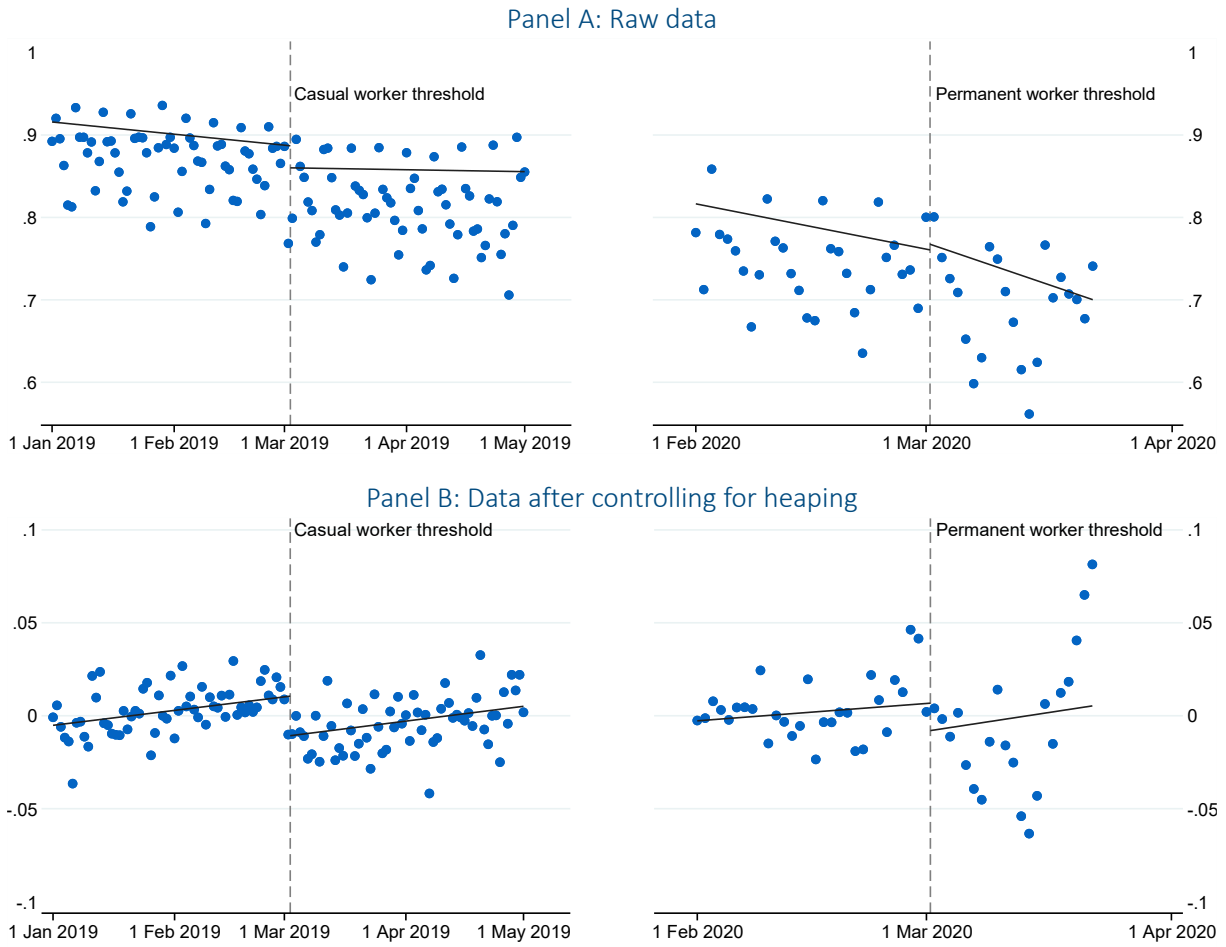 Panel A: Raw data
1
.9
.8
.7
.6
Casual worker threshold
1 Jan 2019
1 Feb 2019
1 Mar 2019
1 Apr 2019
1 May 2019
Permanent worker threshold
1
.9
.8
.7
.6
1 Feb 2020
1 Mar 2020
1 Apr 2020
Panel B: Data after controlling for heaping
.1
.05
0
-.05
-.1
Casual worker threshold
1 Jan 2019
1 Feb 2019
1 Mar 2019
1 Apr 2019
1 May 2019
Permanent worker threshold
.1
.05
0
-.05
-.1
1 Feb 2020
1 Mar 2020
1 Apr 2020